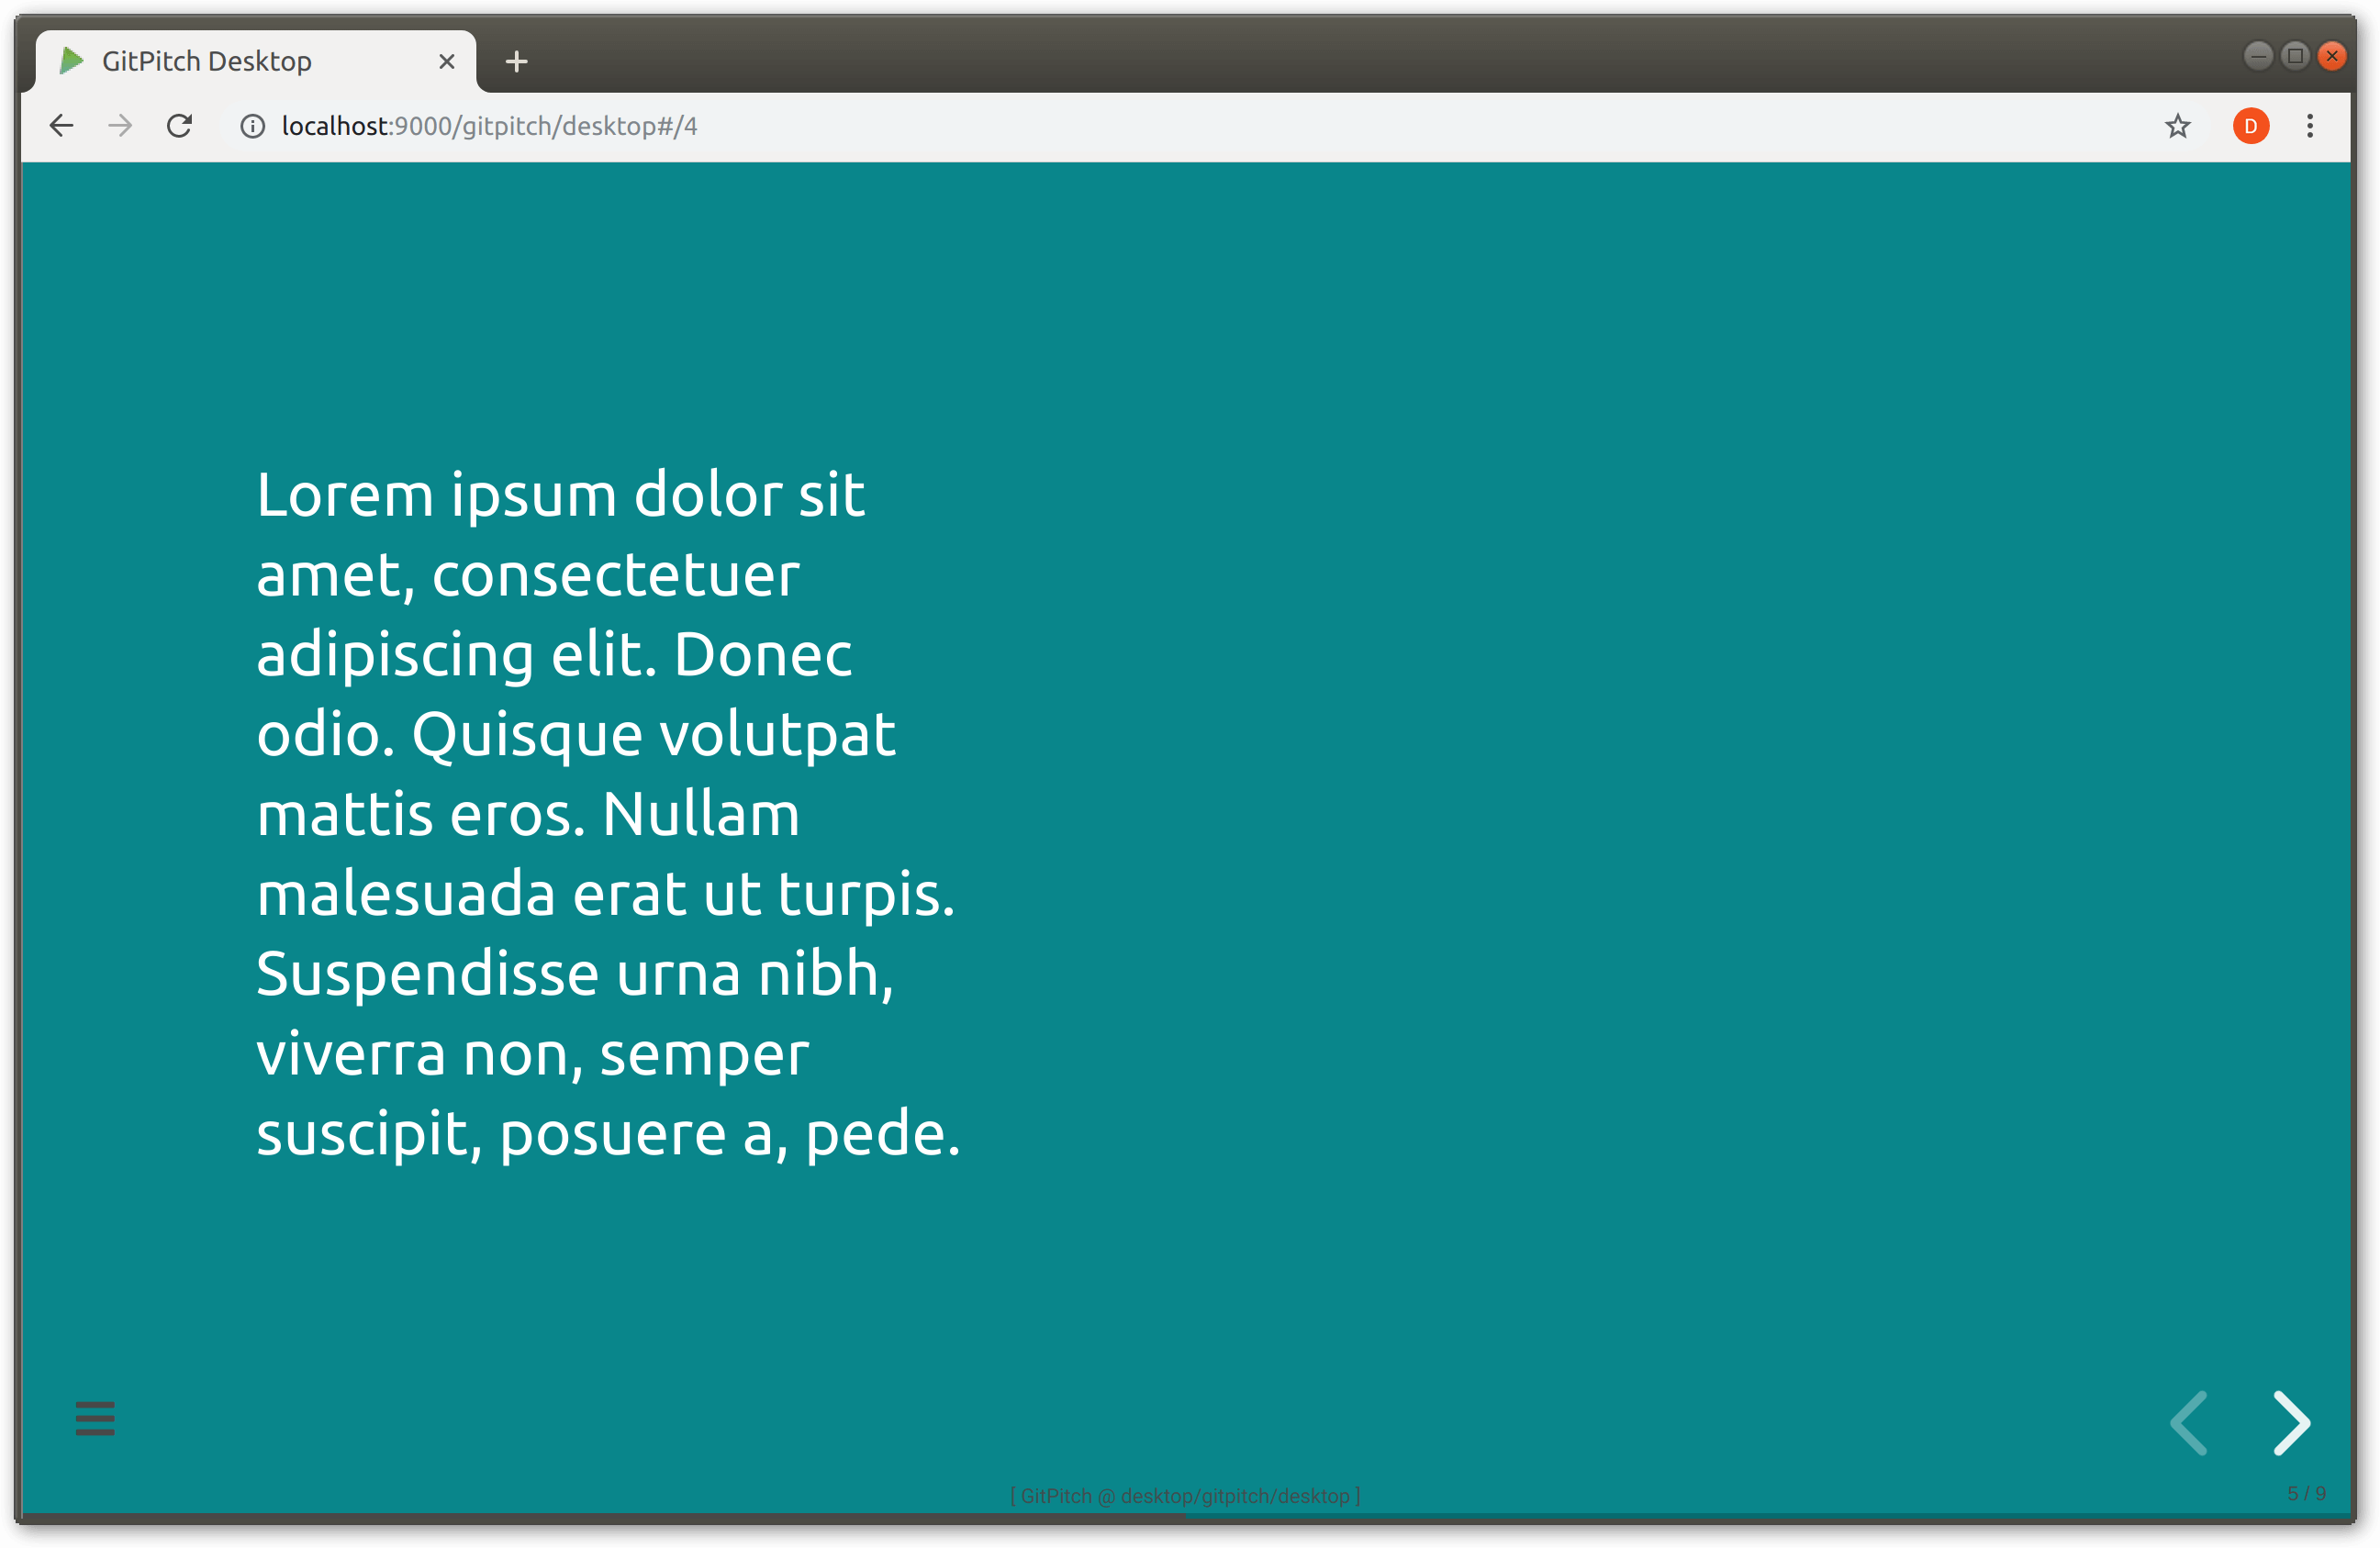 GitPitch Desktop
localhost:9000/gitpitch/desktop#/4
D
Lorem ipsum dolor sit
amet, consectetuer
adipiscing elit. Donec
odio. Quisque volutpat
mattis eros. Nullam
malesuada erat ut turpis.
Suspendisse urna nibh,
viverra non, semper
suscipit, posuere a, pede.
[ GitPitch @ desktop/gitpitch/desktop ]
5 / 9